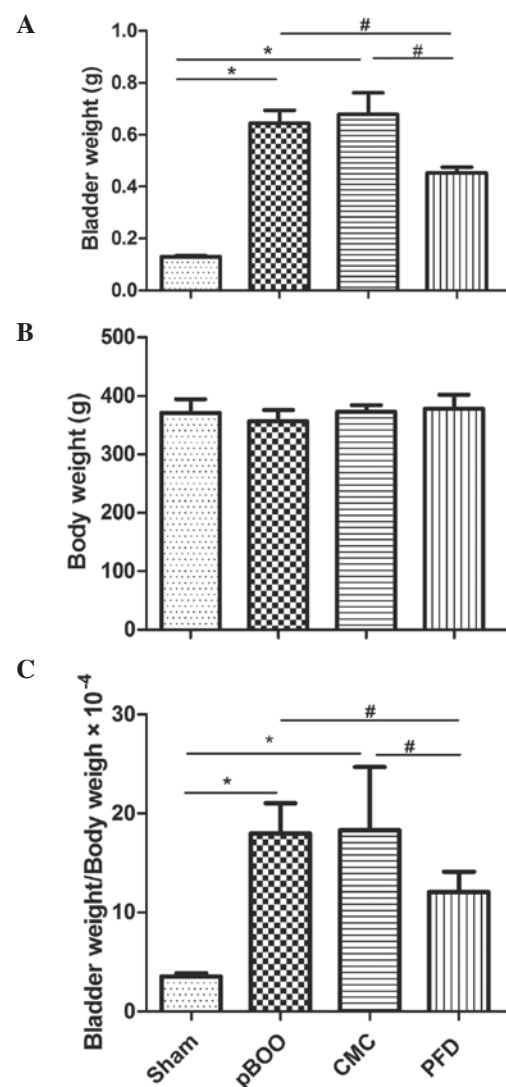 A
Bladder weight (g)
1.0
0.8
0.6
0.4
0.2
0.0
#
*
#
*
B
Body weight (g)
500
400
300
200
100
0
C
Bladder weight/Body weigh × 10⁻⁴
30
20
10
0
#
*
#
*
Sham
pBOO
CMC
PFD